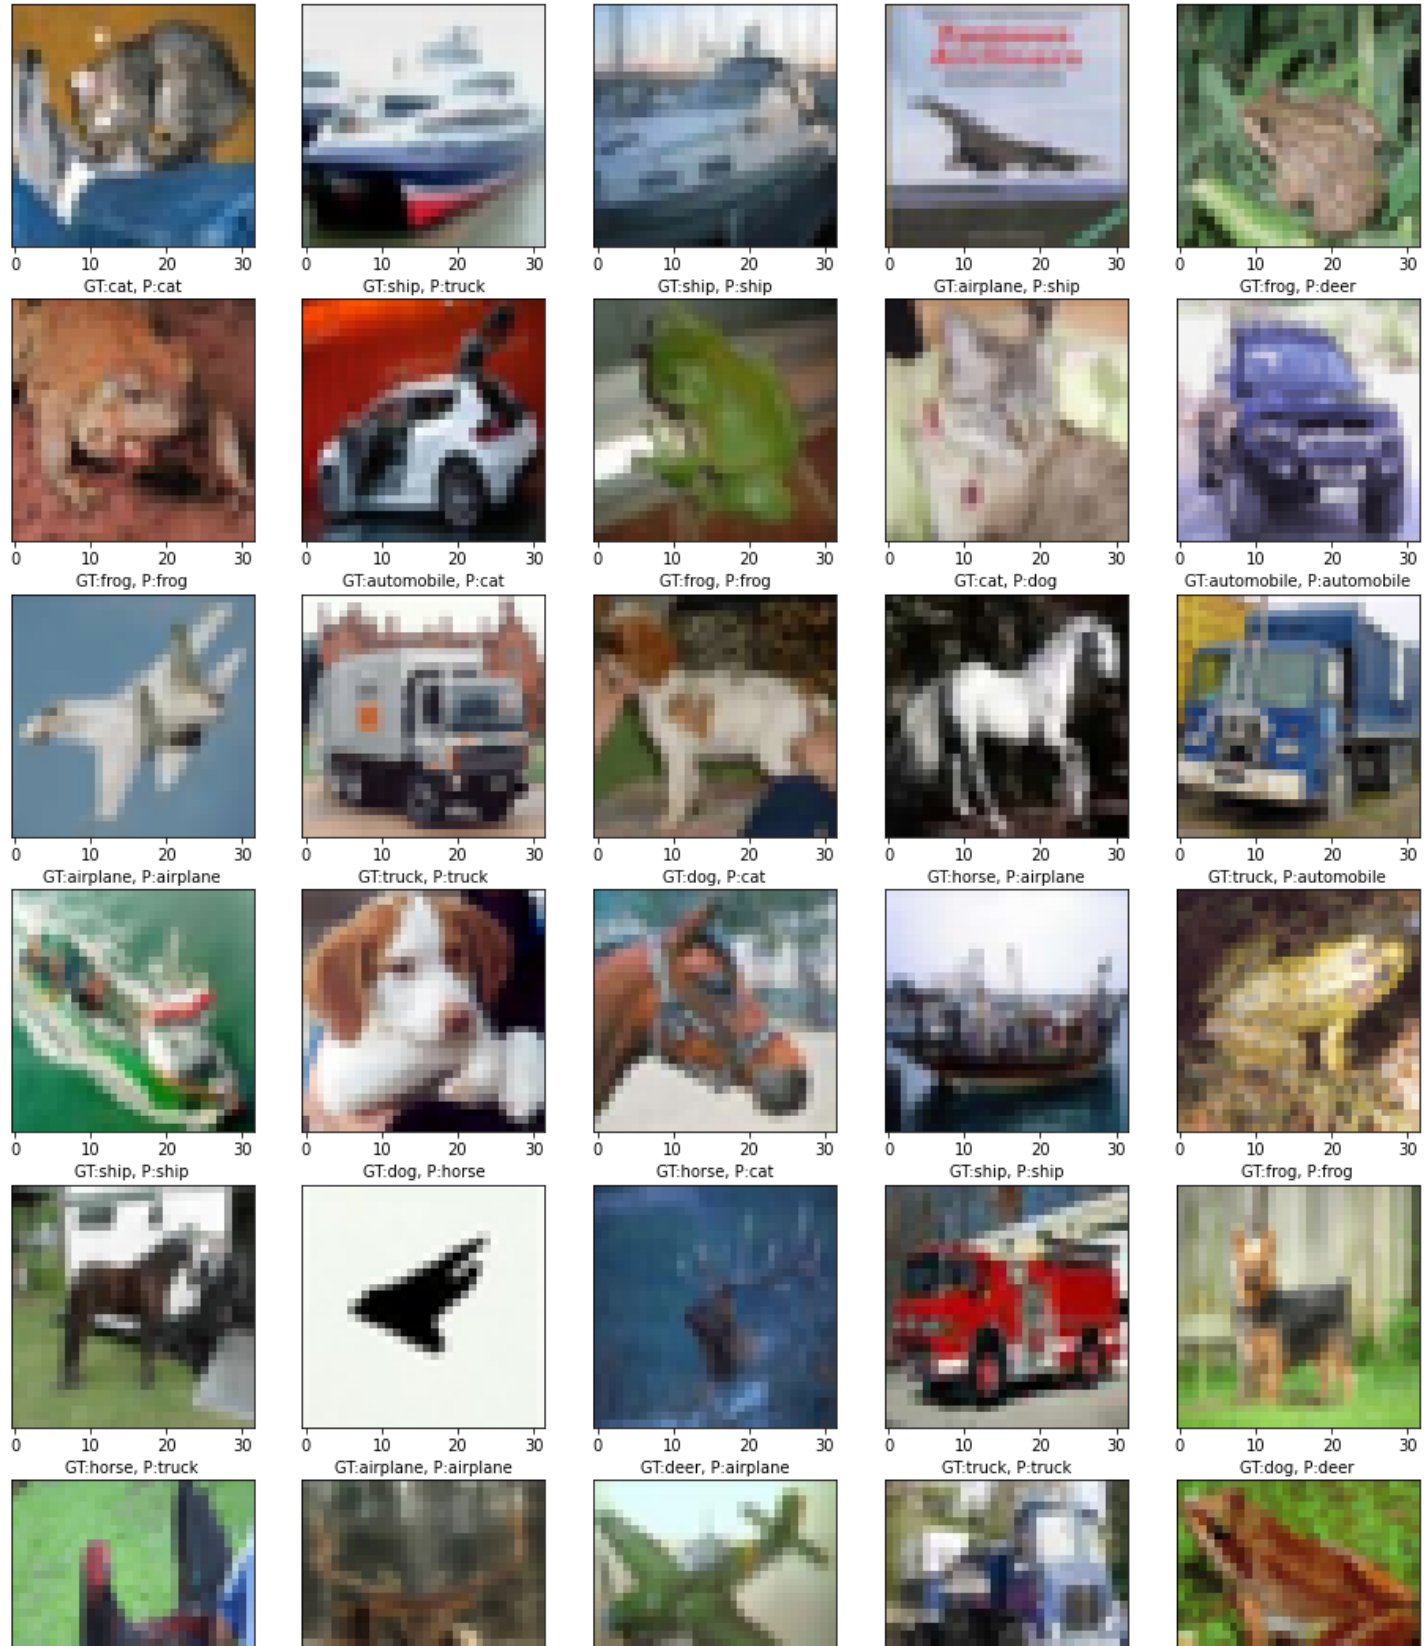 0 10 20 30 0 10 20 30 0 10 20 30 0 10 20 30 0 10 20 30
GT:cat, P:cat GT:ship, P:truck GT:ship, P:ship GT:airplane, P:ship GT:frog, P:deer
0 10 20 30 0 10 20 30 0 10 20 30 0 10 20 30 0 10 20 30
GT:frog, P:frog GT:automobile, P:cat GT:frog, P:frog GT:cat, P:dog GT:automobile, P:automobile
0 10 20 30 0 10 20 30 0 10 20 30 0 10 20 30 0 10 20 30
GT:airplane, P:airplane GT:truck, P:truck GT:dog, P:cat GT:horse, P:airplane GT:truck, P:automobile
0 10 20 30 0 10 20 30 0 10 20 30 0 10 20 30 0 10 20 30
GT:ship, P:ship GT:dog, P:horse GT:horse, P:cat GT:ship, P:ship GT:frog, P:frog
0 10 20 30 0 10 20 30 0 10 20 30 0 10 20 30 0 10 20 30
GT:horse, P:truck GT:airplane, P:airplane GT:deer, P:airplane GT:truck, P:truck GT:dog, P:deer